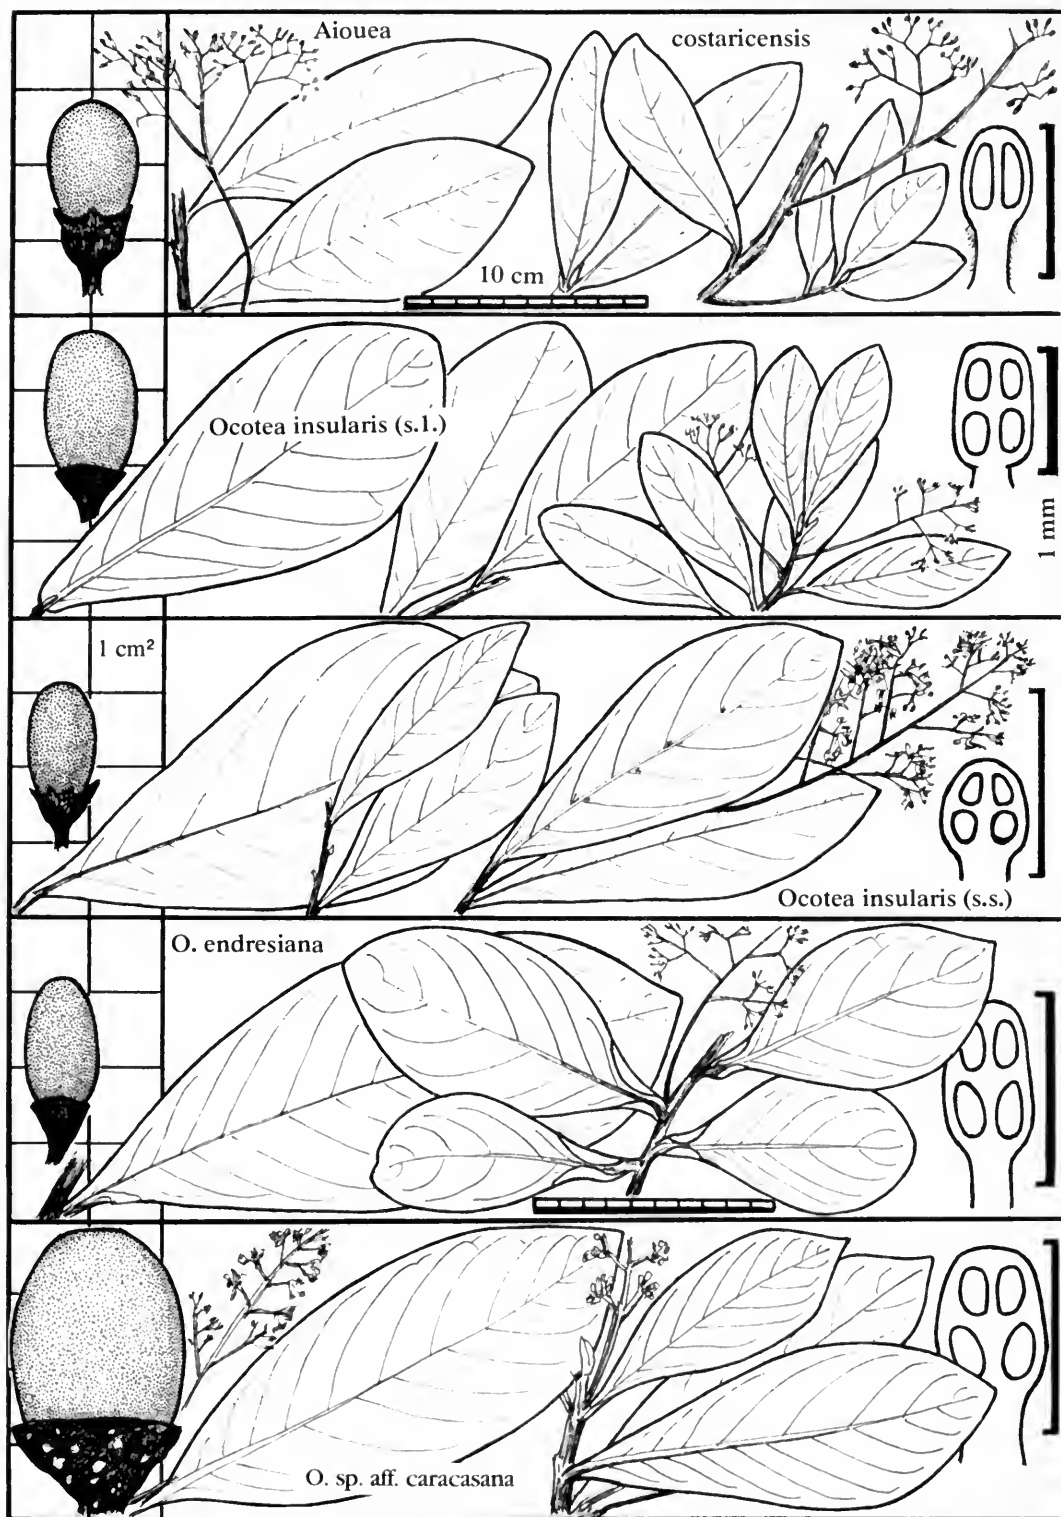 Aiouea costaricensis
10 cm
Ocotea insularis (s.l.)
1 mm
1 cm²
Ocotea insularis (s.s.)
O. endresiana
O. sp. aff. caracasana